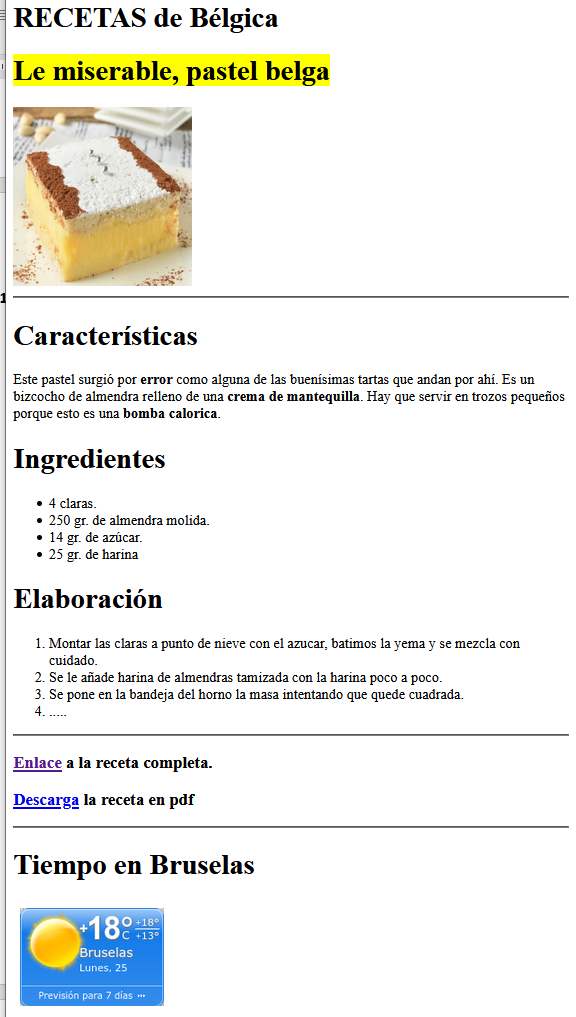 RECETAS de Bélgica
Le miserable, pastel belga
Características
Este pastel surgió por error como alguna de las buenísimas tartas que andan por ahí. Es un
bizcocho de almendra relleno de una crema de mantequilla. Hay que servir en trozos pequeños
porque esto es una bomba calorica.
Ingredientes
• 4 claras.
• 250 gr. de almendra molida.
• 14 gr. de azúcar.
• 25 gr. de harina
Elaboración
1. Montar las claras a punto de nieve con el azucar, batimos la yema y se mezcla con
cuidado.
2. Se le añade harina de almendras tamizada con la harina poco a poco.
3. Se pone en la bandeja del horno la masa intentando que quede cuadrada.
4. .....
Enlace a la receta completa.
Descarga la receta en pdf
Tiempo en Bruselas
+18°C +18° +13°
Bruselas
Lunes, 25
Previsión para 7 días ···